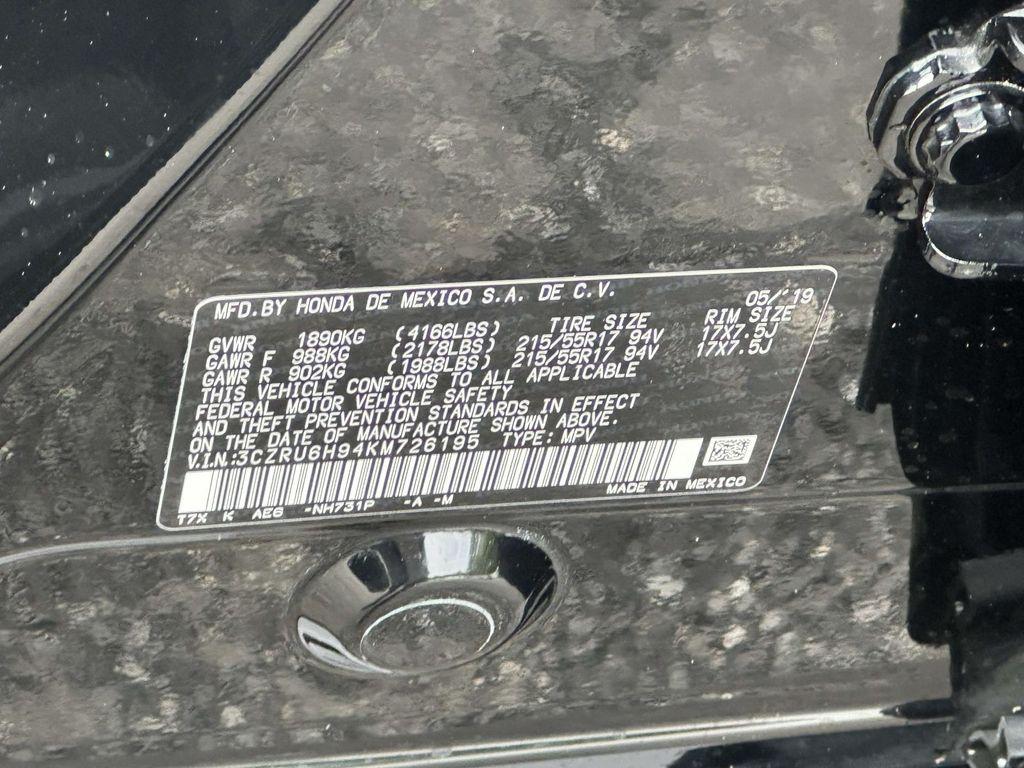 MFD.BY HONDA DE MEXICO S.A. DE C.V. 05/'19
GVWR 1890KG (4166LBS) TIRE SIZE RIM SIZE
GAWR F 988KG (2178LBS) 215/55R17 94V 17X7.5J
GAWR R 902KG (1988LBS) 215/55R17 94V 17X7.5J
THIS VEHICLE CONFORMS TO ALL APPLICABLE
FEDERAL MOTOR VEHICLE SAFETY
AND THEFT PREVENTION STANDARDS IN EFFECT
ON THE DATE OF MANUFACTURE SHOWN ABOVE.
V.I.N:3CZRU6H94KM726195 TYPE:MPV
T7X K AE6 -NH731P -A -M MADE IN MEXICO